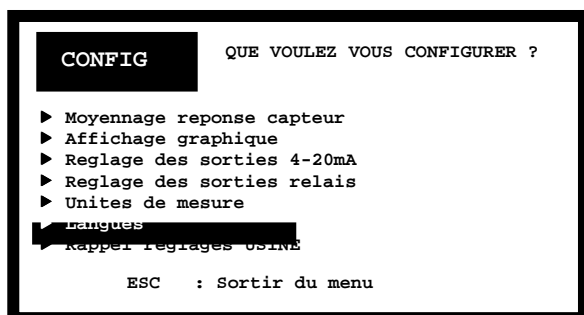 CONFIG
QUE VOULEZ VOUS CONFIGURER ?
Moyennage reponse capteur
Affichage graphique
Reglage des sorties 4-20mA
Reglage des sorties relais
Unites de mesure
Langues
Rappel reglages USINE
ESC : Sortir du menu